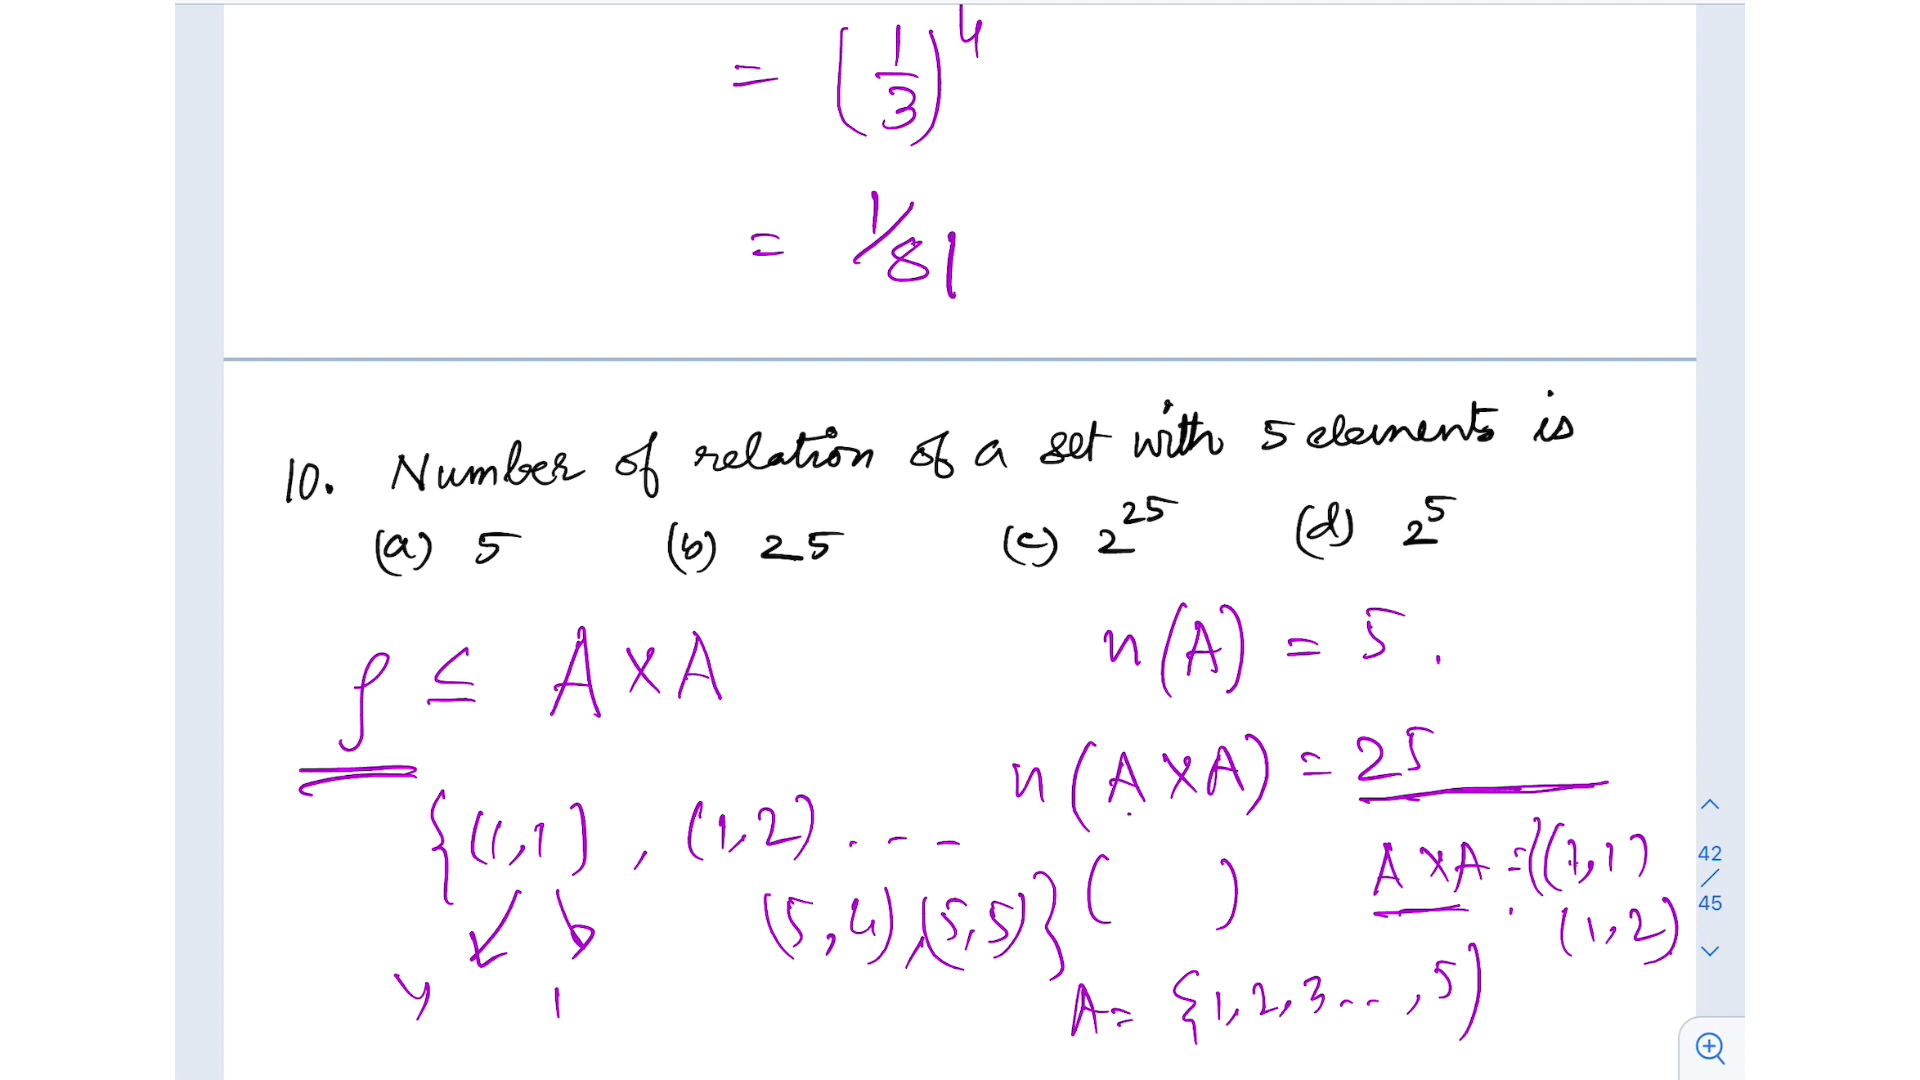 = (1/3)^4
= 1/81
10. Number of relation of a set with 5 elements is
(a) 5 (b) 25 (c) 2^25 (d) 2^5
ρ ⊆ A×A
n(A) = 5.
n(A×A) = 25
{(1,1), (1,2) ---
(5,4),(5,5)} ( )
A×A = {(1,1)
(1,2)
A = {1,2,3--,5}
42
/
45